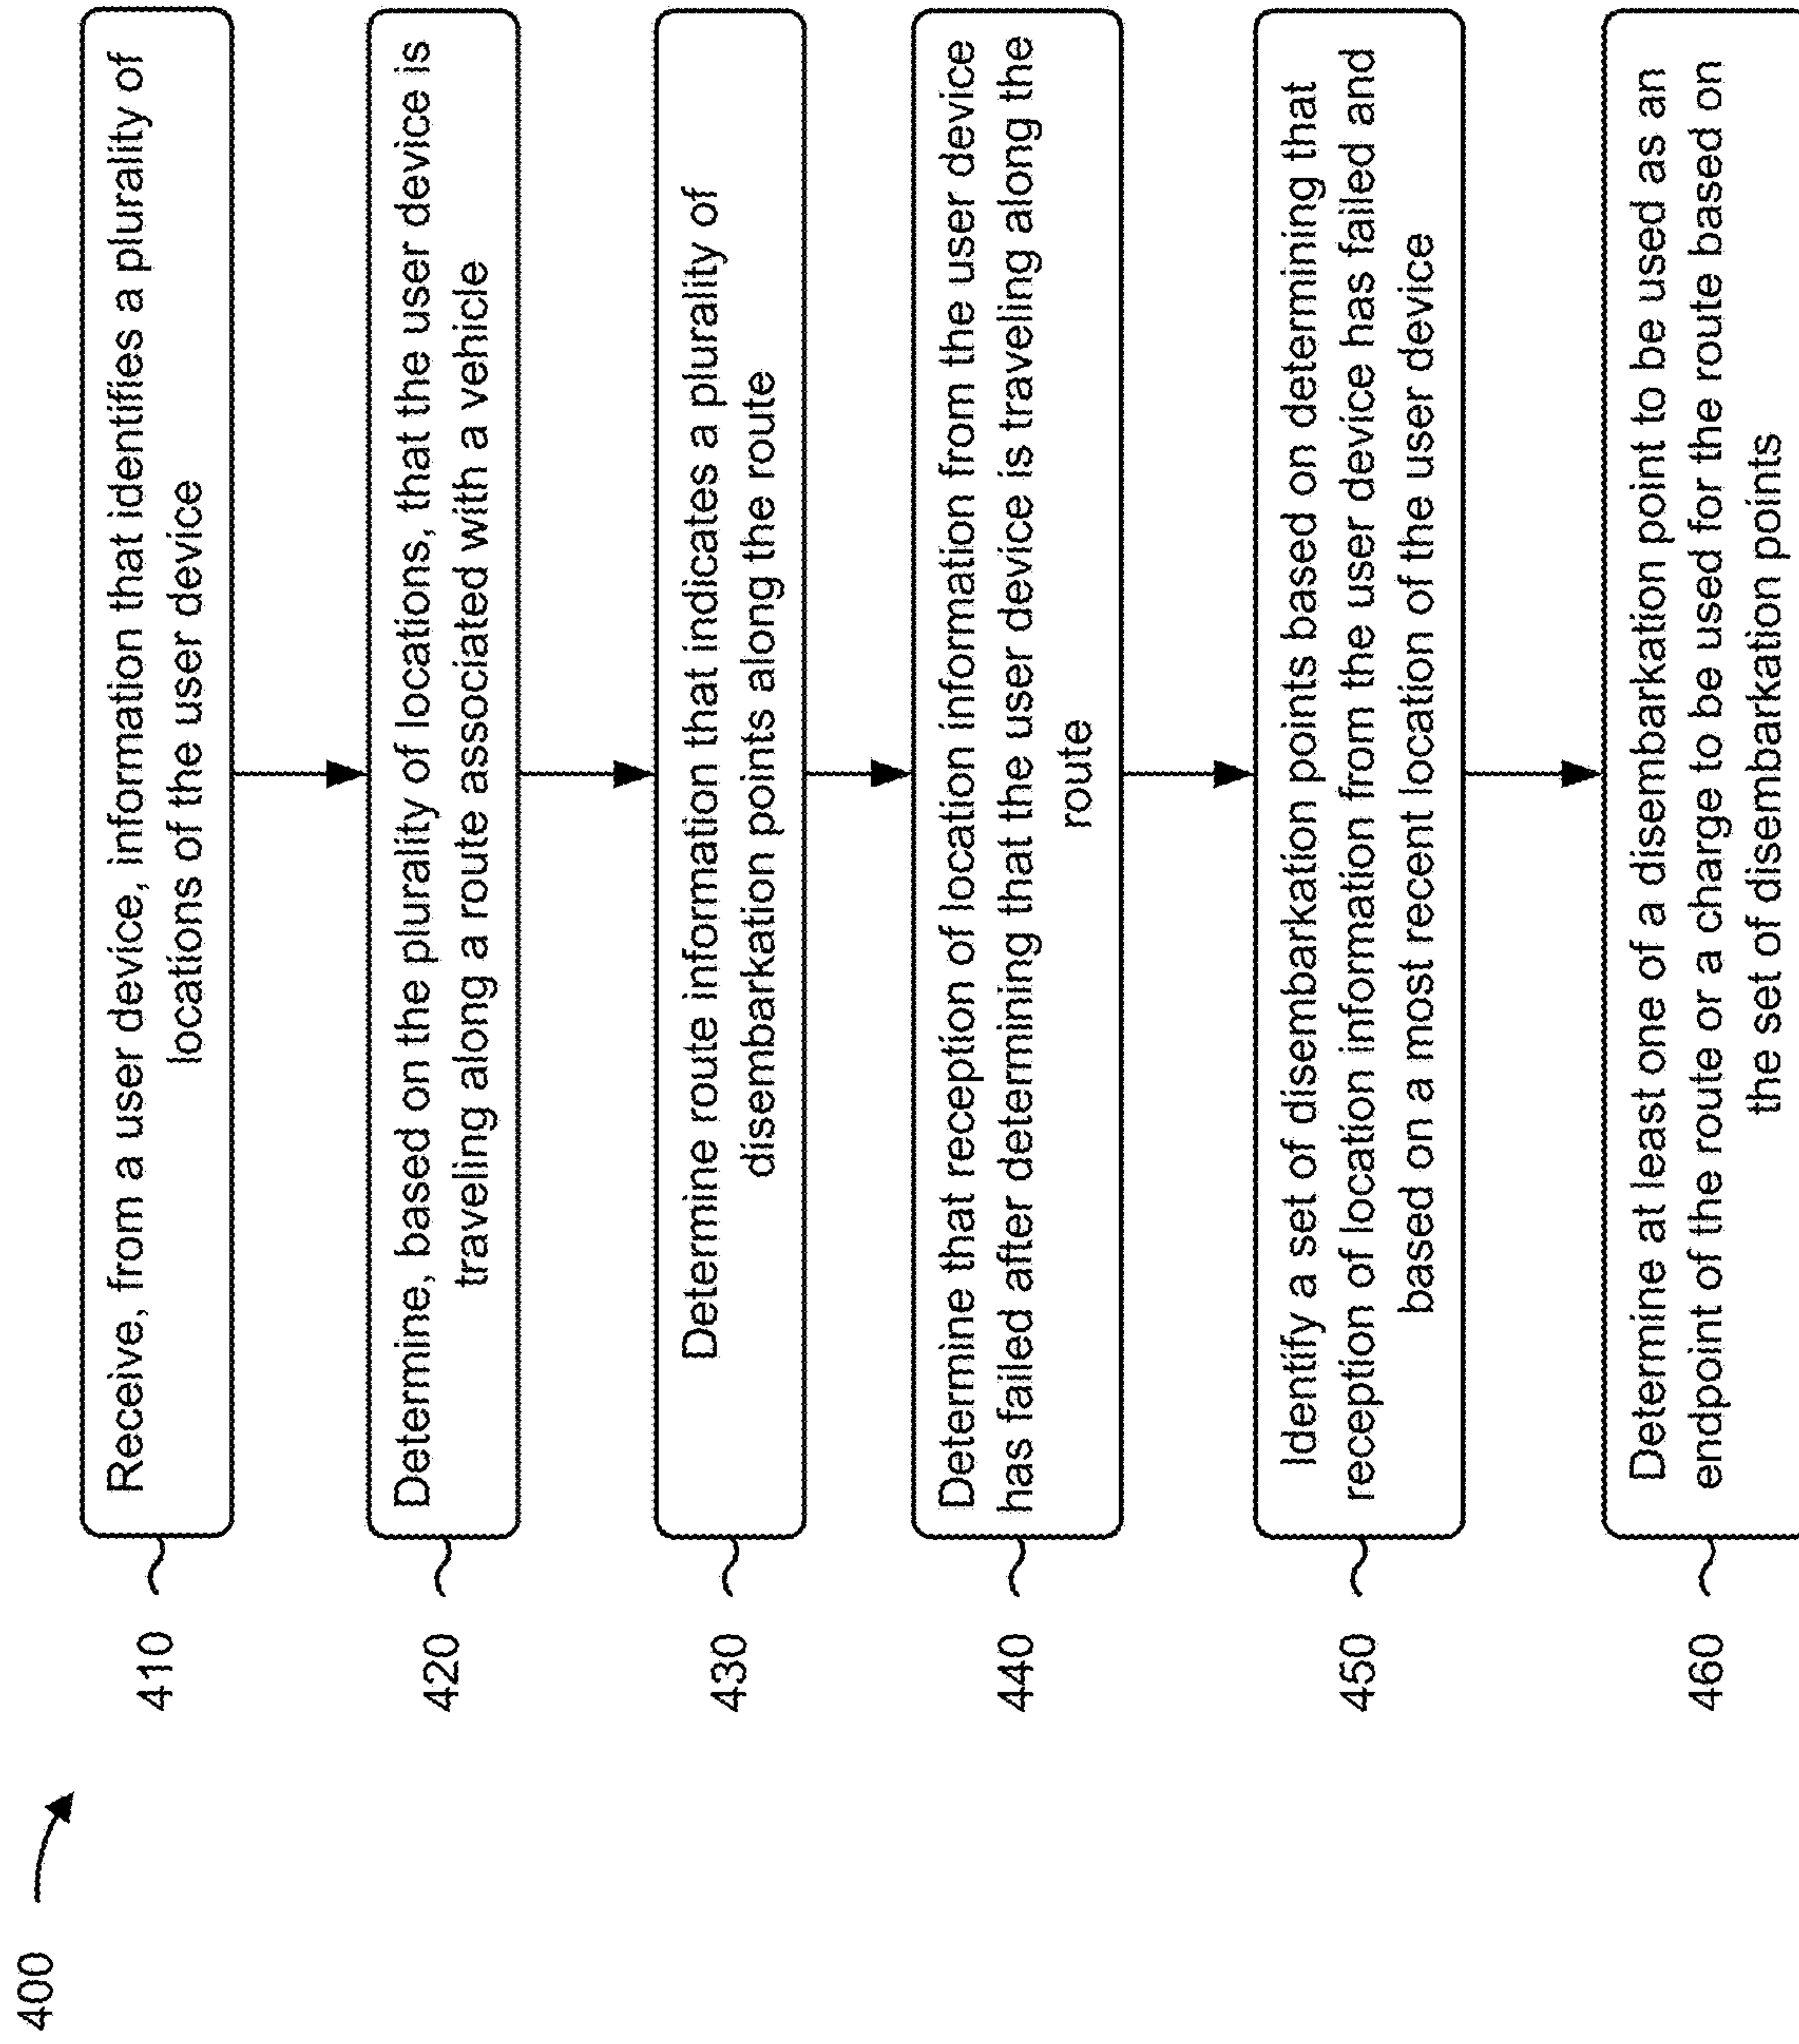 400
410
Receive, from a user device, information that identifies a plurality of
locations of the user device
420
Determine, based on the plurality of locations, that the user device is
traveling along a route associated with a vehicle
430
Determine route information that indicates a plurality of
disembarkation points along the route
440
Determine that reception of location information from the user device
has failed after determining that the user device is traveling along the
route
450
Identify a set of disembarkation points based on determining that
reception of location information from the user device has failed and
based on a most recent location of the user device
460
Determine at least one of a disembarkation point to be used as an
endpoint of the route or a charge to be used for the route based on
the set of disembarkation points